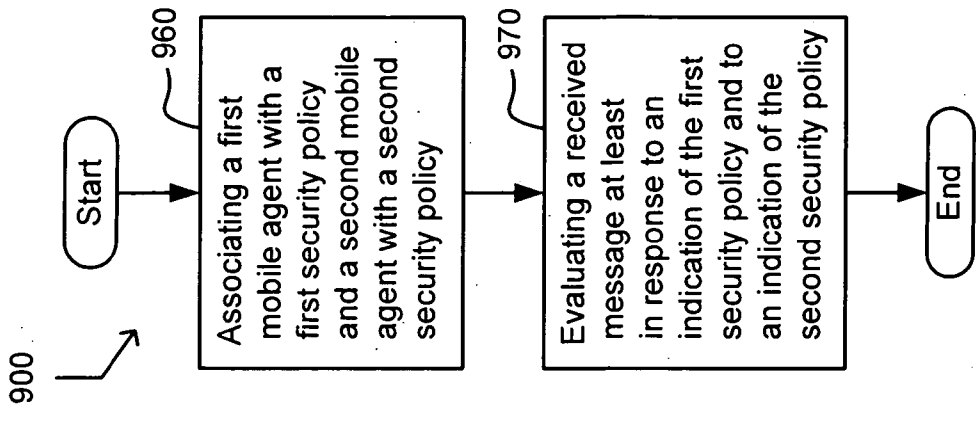 900
Start
960
Associating a first
mobile agent with a
first security policy
and a second mobile
agent with a second
security policy
970
Evaluating a received
message at least
in response to an
indication of the first
security policy and to
an indication of the
second security policy
End